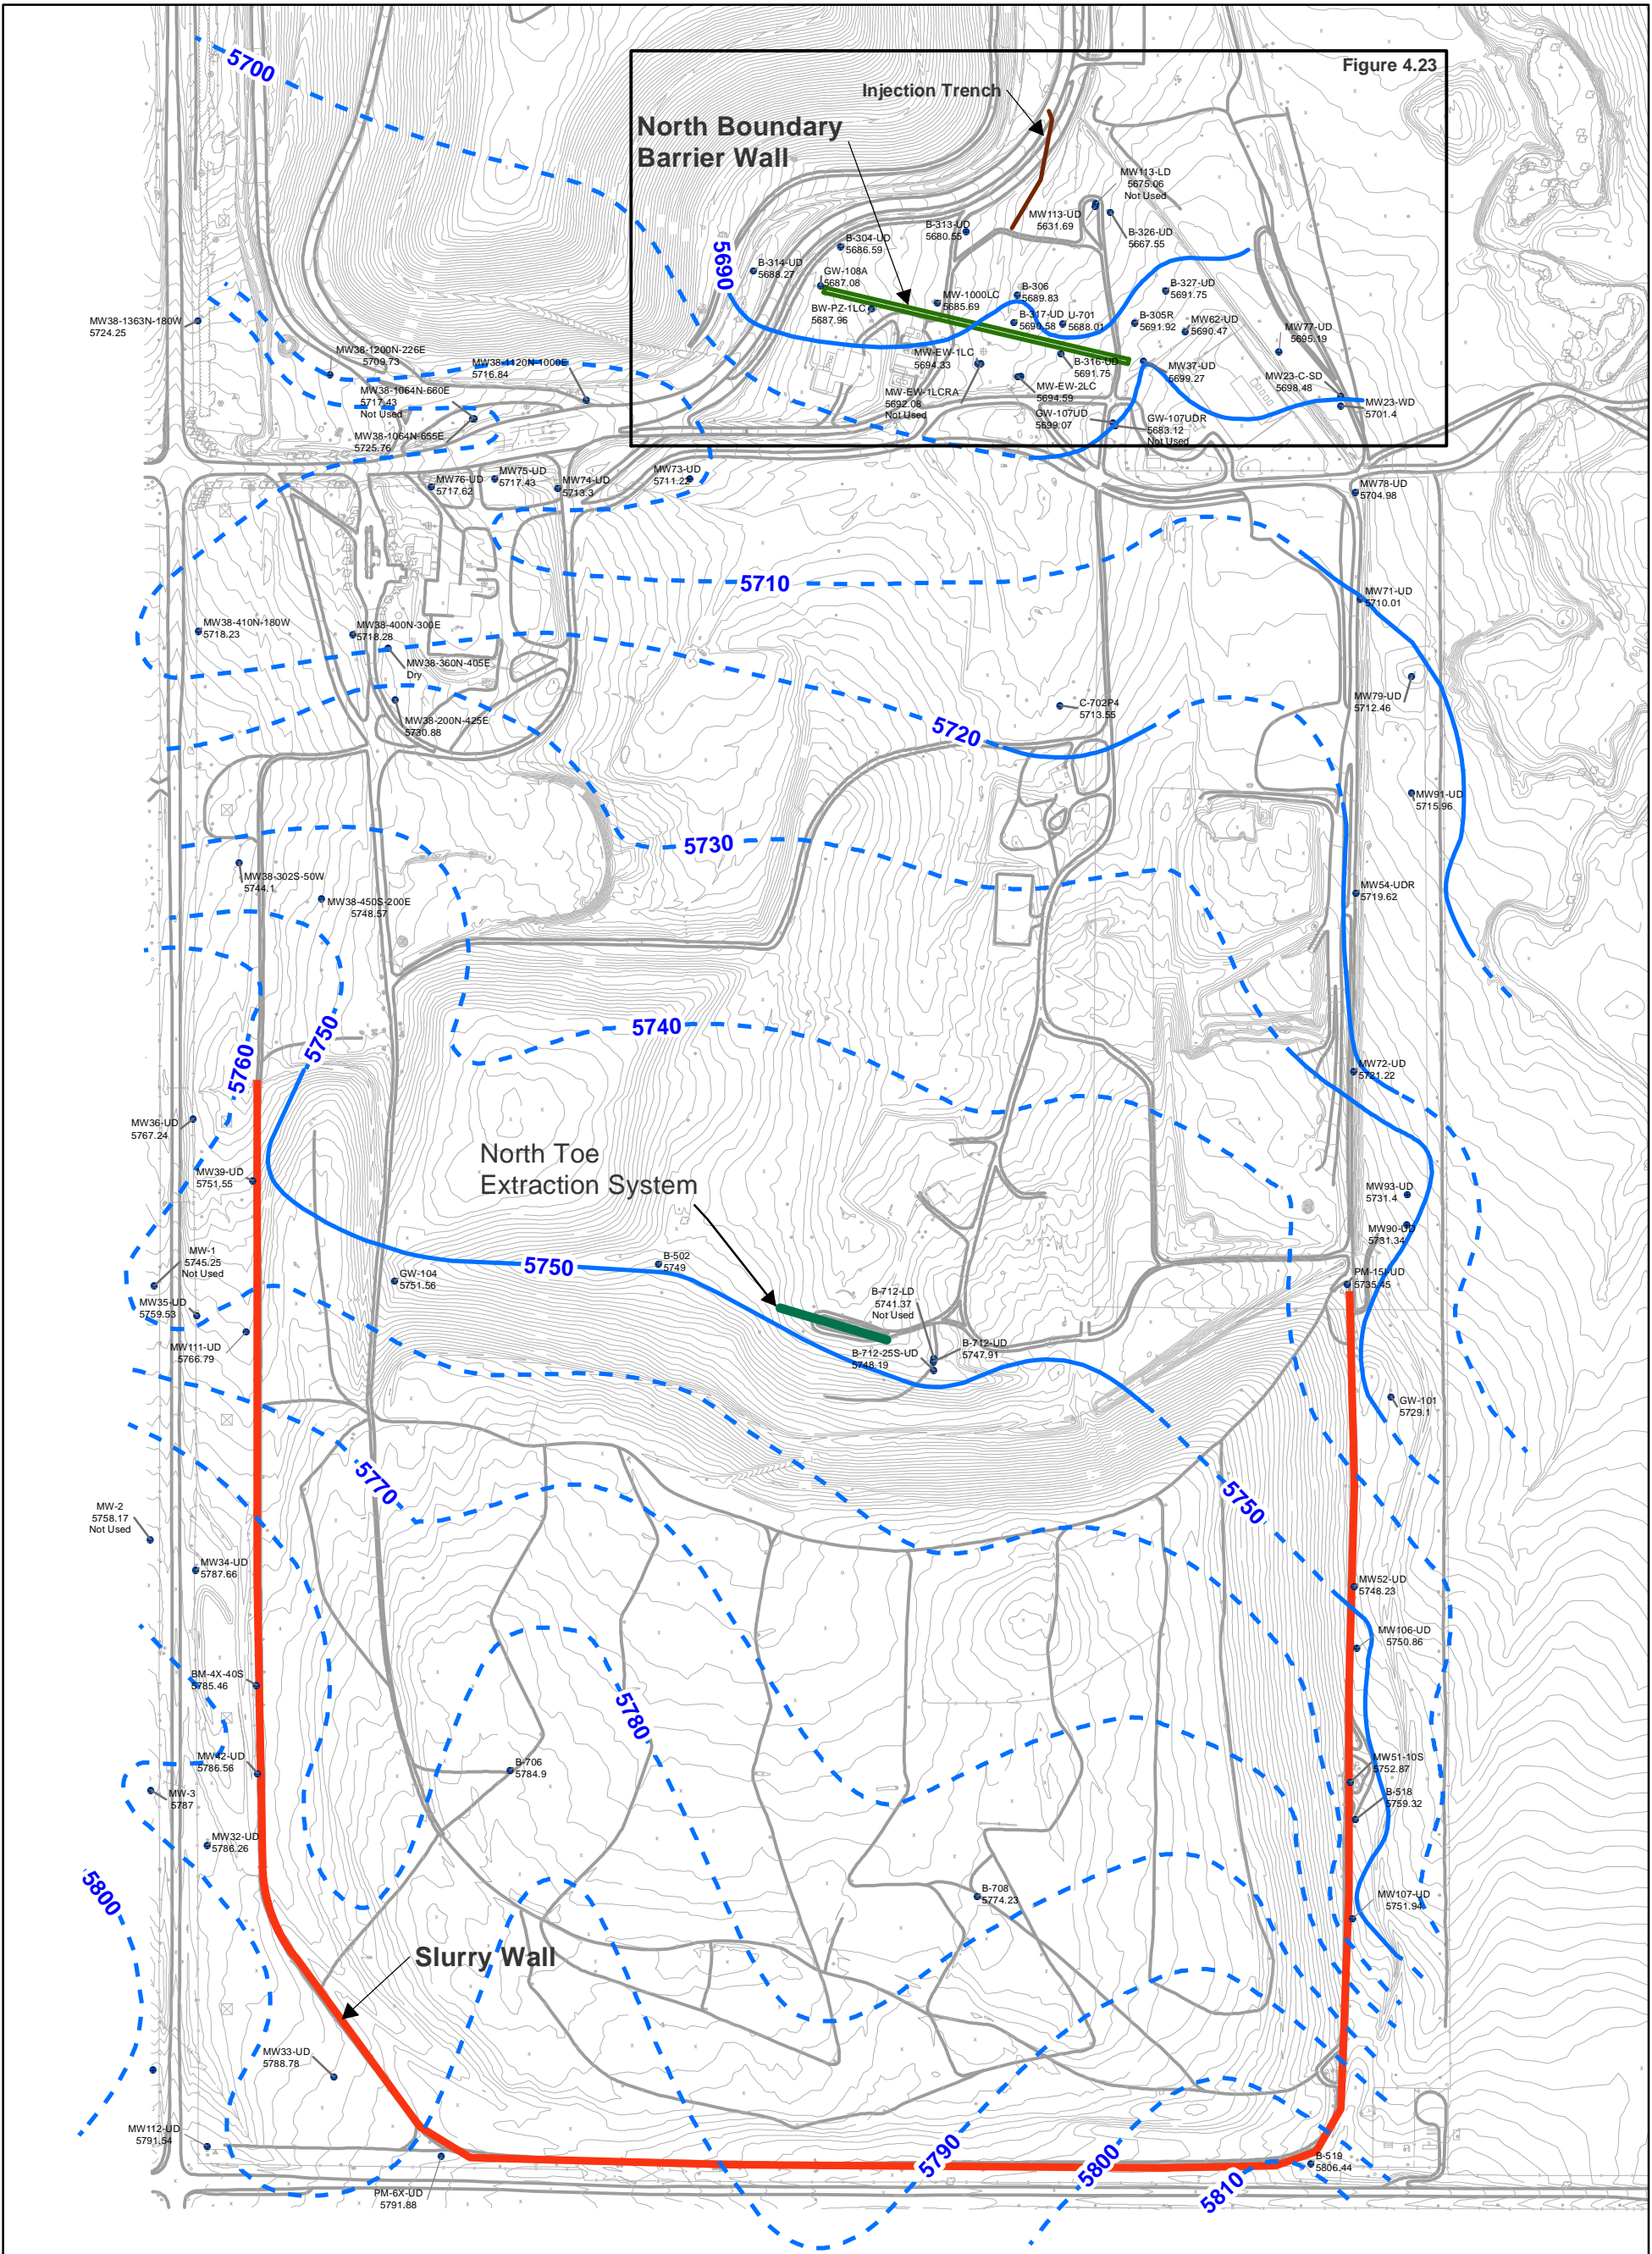 5700
Figure 4.23
Injection Trench
North Boundary
Barrier Wall
MW113-LD
5675.06
Not Used
MW113-UD
5631.69
B-326-UD
5667.55
B-313-UD
5680.55
B-304-UD
5686.59
5690
B-314-UD
5688.27
GW-108A
5687.08
BW-PZ-1LC
5687.96
MW-1000LC
5685.69
B-306
5689.83
B-317-UD
5690.58
U-701
5688.01
B-327-UD
5691.75
B-305R
5691.92
MW62-UD
5690.47
MW77-UD
5695.19
MW-EW-1LC
5694.33
B-316-UD
5691.75
MW37-UD
5699.27
MW-EW-1LCRA
5692.08
Not Used
MW-EW-2LC
5694.59
GW-107UD
5699.07
GW-107UDR
5683.12
Not Used
MW23-C-SD
5698.48
MW23-WD
5701.4
MW38-1363N-180W
5724.25
MW38-1200N-226E
5709.73
MW38-1120N-1000E
5716.84
MW38-1064N-660E
5717.43
Not Used
MW38-1064N-655E
5725.76
MW76-UD
5717.62
MW75-UD
5717.43
MW74-UD
5713.3
MW73-UD
5711.22
MW78-UD
5704.98
5710
MW71-UD
5710.01
MW38-410N-180W
5718.23
MW38-400N-300E
5718.28
MW38-360N-405E
Dry
MW38-200N-425E
5730.88
C-702P4
5713.55
5720
MW79-UD
5712.46
MW91-UD
5715.96
5730
MW38-302S-50W
5744.1
MW38-450S-200E
5748.57
MW54-UDR
5719.62
5740
5750
5760
MW72-UD
5721.22
MW36-UD
5767.24
MW39-UD
5751.55
North Toe
Extraction System
MW93-UD
5731.4
MW90-UD
5731.34
MW-1
5745.25
Not Used
MW35-UD
5759.53
MW111-UD
5766.79
GW-104
5751.56
5750
B-502
5749
B-712-LD
5741.37
Not Used
B-712-UD
5747.91
B-712-25S-UD
5748.19
PM-15I-UD
5735.45
GW-101
5729.1
5770
5750
MW-2
5758.17
Not Used
MW34-UD
5787.66
MW52-UD
5748.23
MW106-UD
5750.86
BM-4X-40S
5785.46
5780
MW42-UD
5786.56
MW-3
5787
B-706
5784.9
MW51-10S
5752.87
B-518
5759.32
MW32-UD
5786.26
5800
B-708
5774.23
MW107-UD
5751.94
Slurry Wall
MW33-UD
5788.78
MW112-UD
5791.54
PM-6X-UD
5791.88
5790
5800
5810
B-519
5806.44